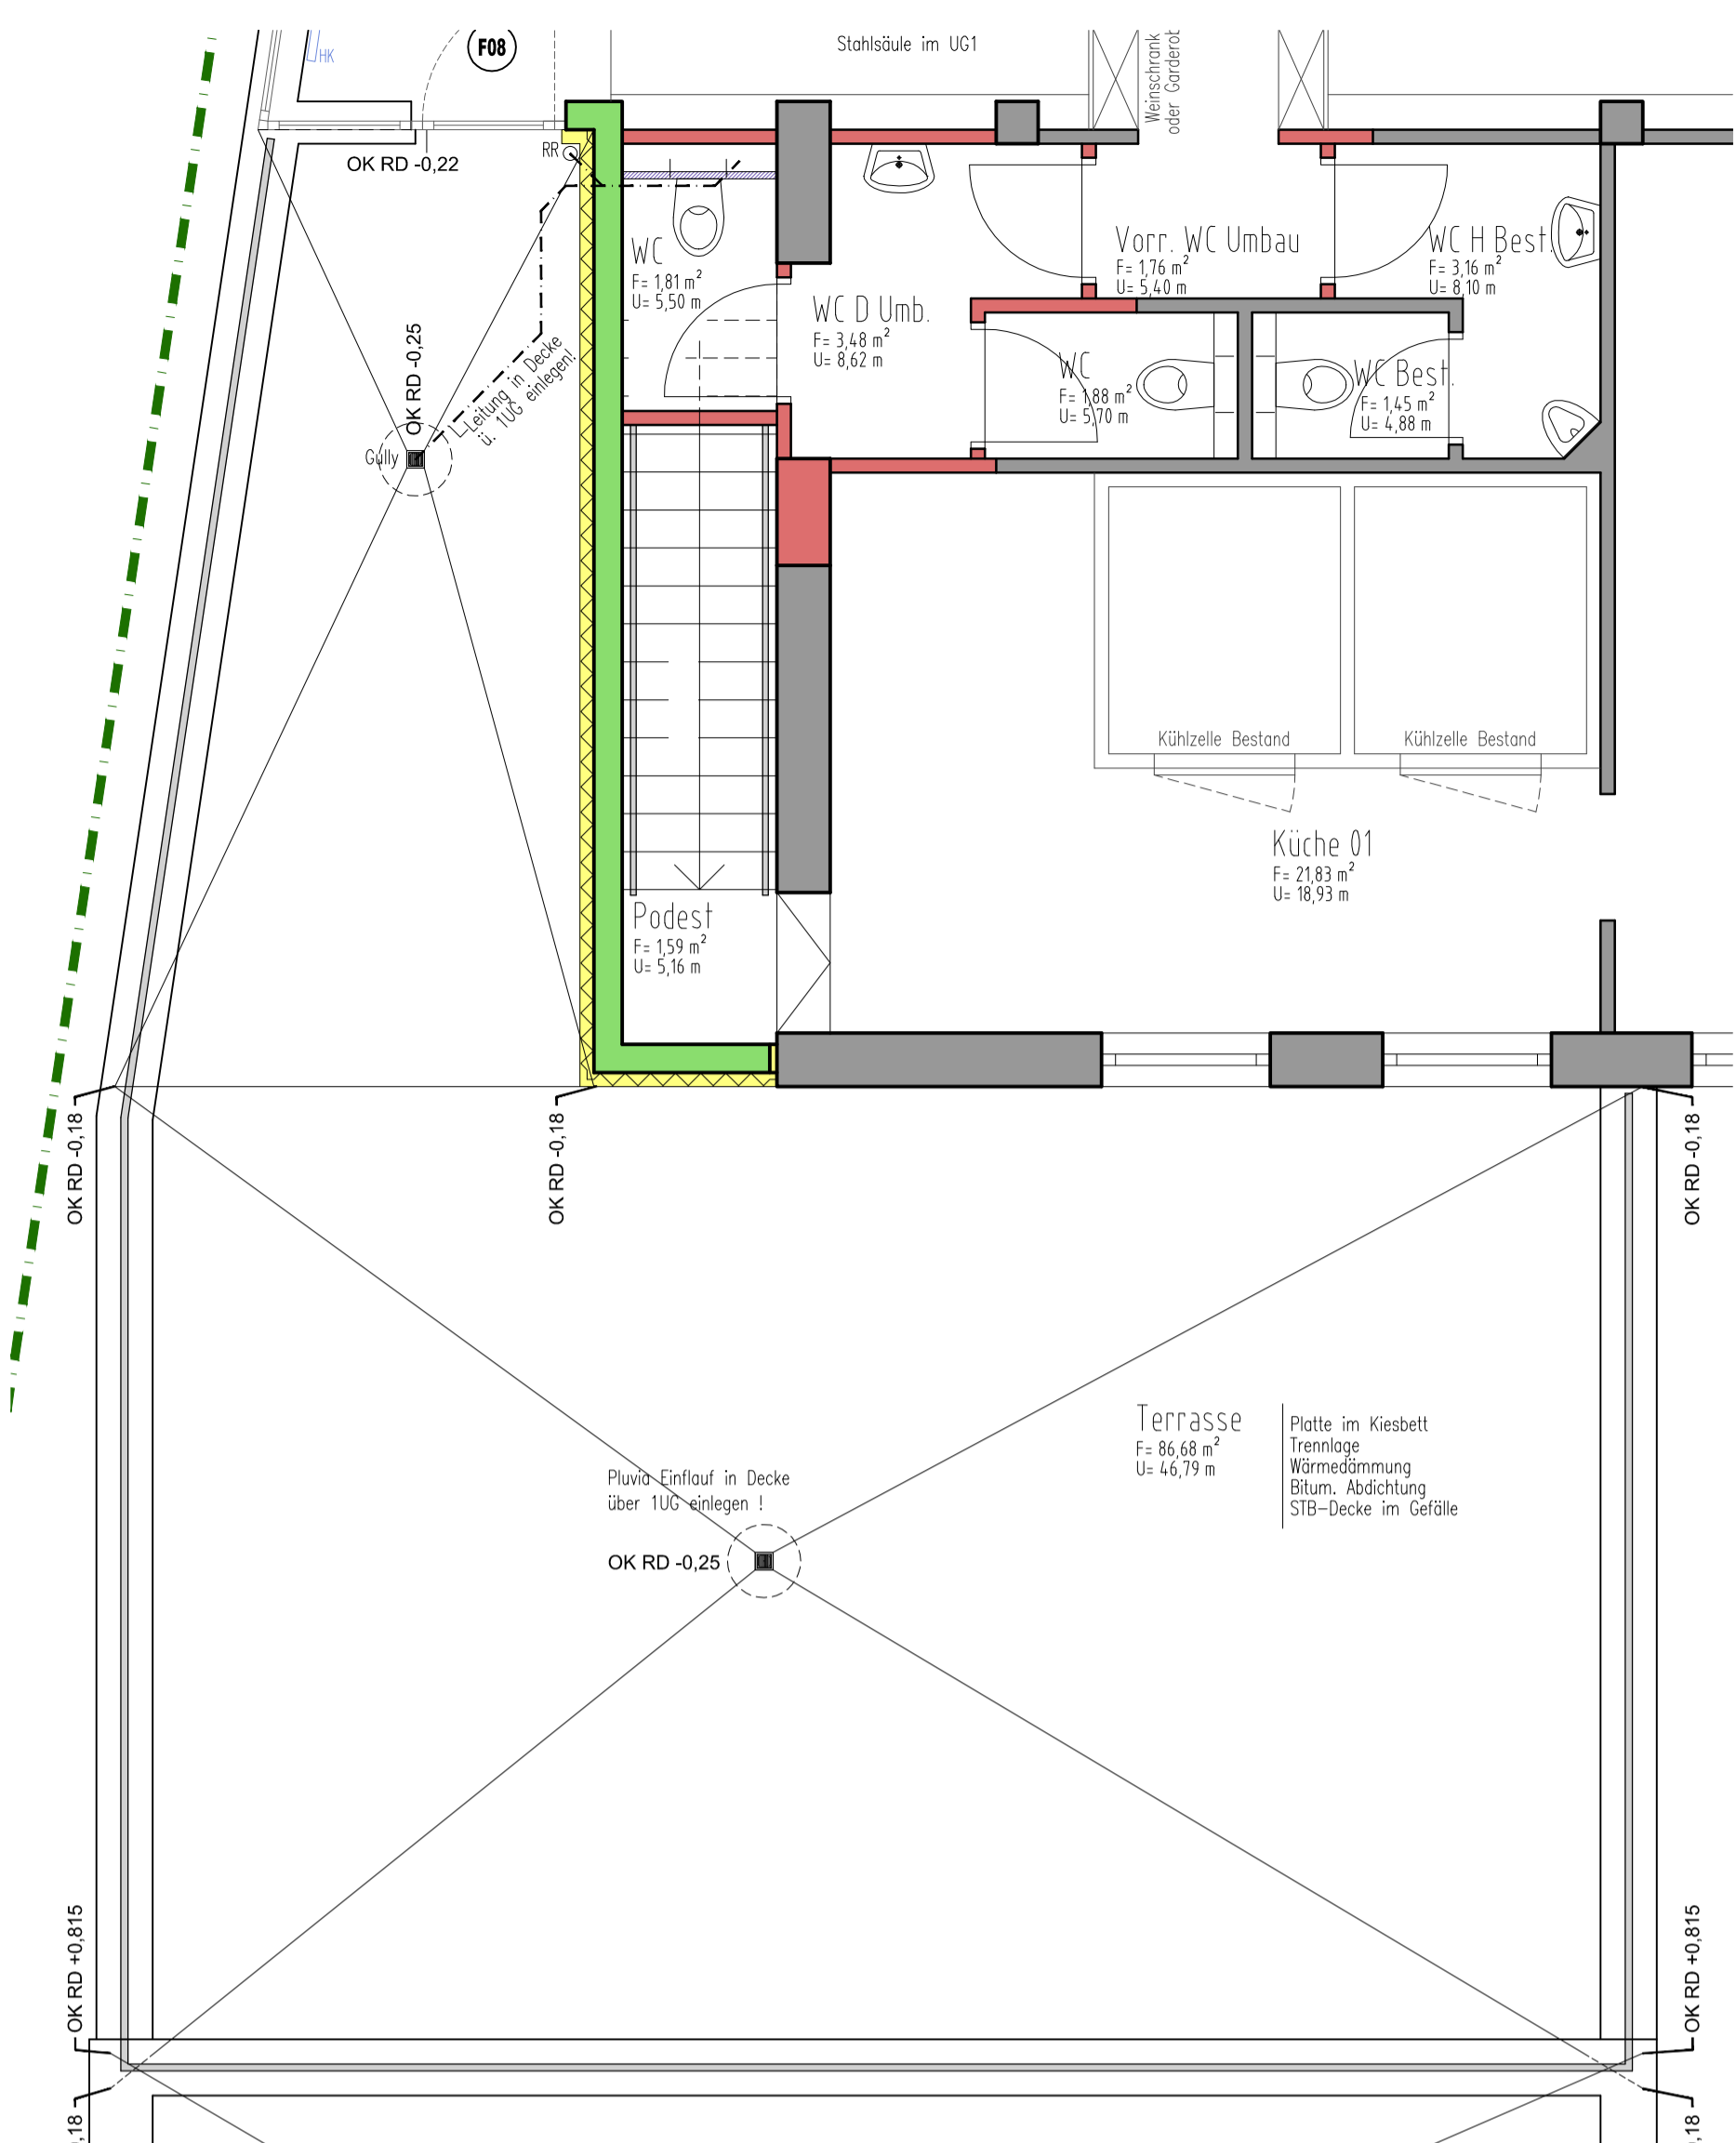 F08
HK
Stahlsäule im UG1
Weinschrank
OK RD -0,22
RR
WC
F= 1,81 m²
U= 5,50 m
WC D Umb.
F= 3,48 m²
U= 8,62 m
Vorr. WC Umbau
F= 1,76 m²
U= 5,40 m
WC H Best.
F= 3,16 m²
U= 8,10 m
WC
F= 1,88 m²
U= 5,70 m
WC Best.
F= 1,45 m²
U= 4,88 m
OK RD -0,25
Leitung in Decke
ü. 1UG einlegen!
Gully
Kühlzelle Bestand
Kühlzelle Bestand
Küche 01
F= 21,83 m²
U= 18,93 m
Podest
F= 1,59 m²
U= 5,16 m
OK RD -0,18
OK RD -0,18
OK RD -0,18
Terrasse
F= 86,68 m²
U= 46,79 m
Platte im Kiesbett
Trennlage
Wärmedämmung
Bitum. Abdichtung
STB-Decke im Gefälle
Pluvia Einflauf in Decke
über 1UG einlegen !
OK RD -0,25
OK RD +0,815
OK RD +0,815
,18
,18
oder